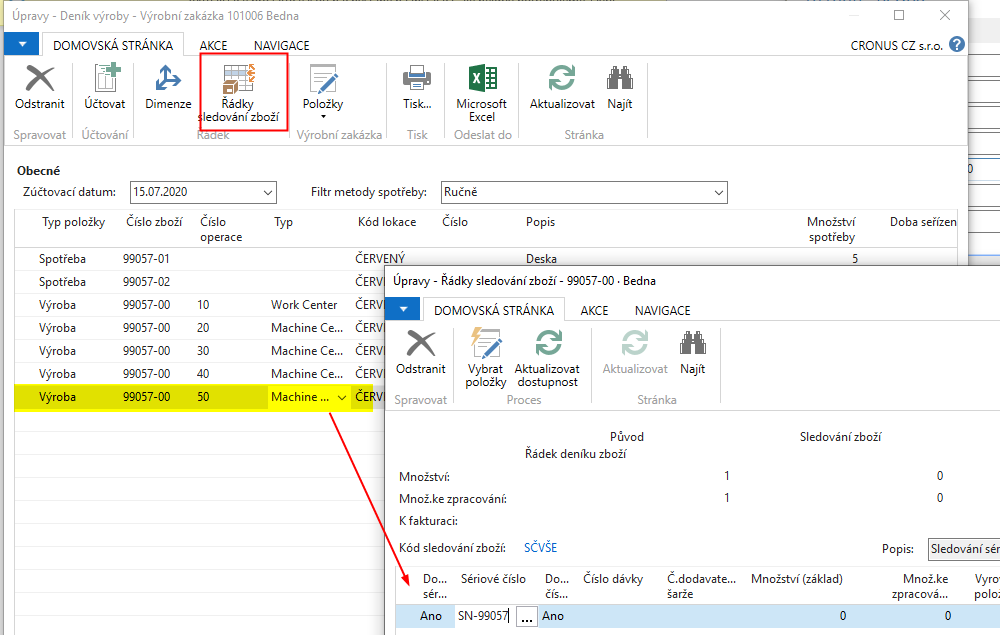 Úpravy - Deník výroby - Výrobní zakázka 101006 Bedna
DOMOVSKÁ STRÁNKA AKCE NAVIGACE CRONUS CZ s.r.o. ?
Odstranit Účtovat Dimenze Řádky sledování zboží Položky Tisk... Microsoft Excel Aktualizovat Najít
Spravovat Účtování Řádek Výrobní zakázka Tisk Odeslat do Stránka
Obecné
Zúčtovací datum: 15.07.2020 Filtr metody spotřeby: Ručně
Typ položky Číslo zboží Číslo operace Typ Kód lokace Číslo Popis Množství spotřeby Doba seřízen
Spotřeba 99057-01 ČERVENÝ Deska 5
Spotřeba 99057-02
Výroba 99057-00 10 Work Center
Výroba 99057-00 20 Machine Ce...
Výroba 99057-00 30 Machine Ce...
Výroba 99057-00 40 Machine Ce...
Výroba 99057-00 50 Machine ...
Úpravy - Řádky sledování zboží - 99057-00 · Bedna
DOMOVSKÁ STRÁNKA AKCE NAVIGACE
Odstranit Vybrat položky Aktualizovat dostupnost Aktualizovat Najít
Spravovat Proces Stránka
Původ Sledování zboží
Řádek deníku zboží
Množství: 1 0
Množ.ke zpracování: 1 0
K fakturaci:
Kód sledování zboží: SČVŠE Popis: Sledování sér
Do... sér... Sériové číslo Do... čís... Číslo dávky Č.dodavate... šarže Množství (základ) Množ.ke zpracová... Vyro polož
Ano SN-99057 ... Ano 0 0